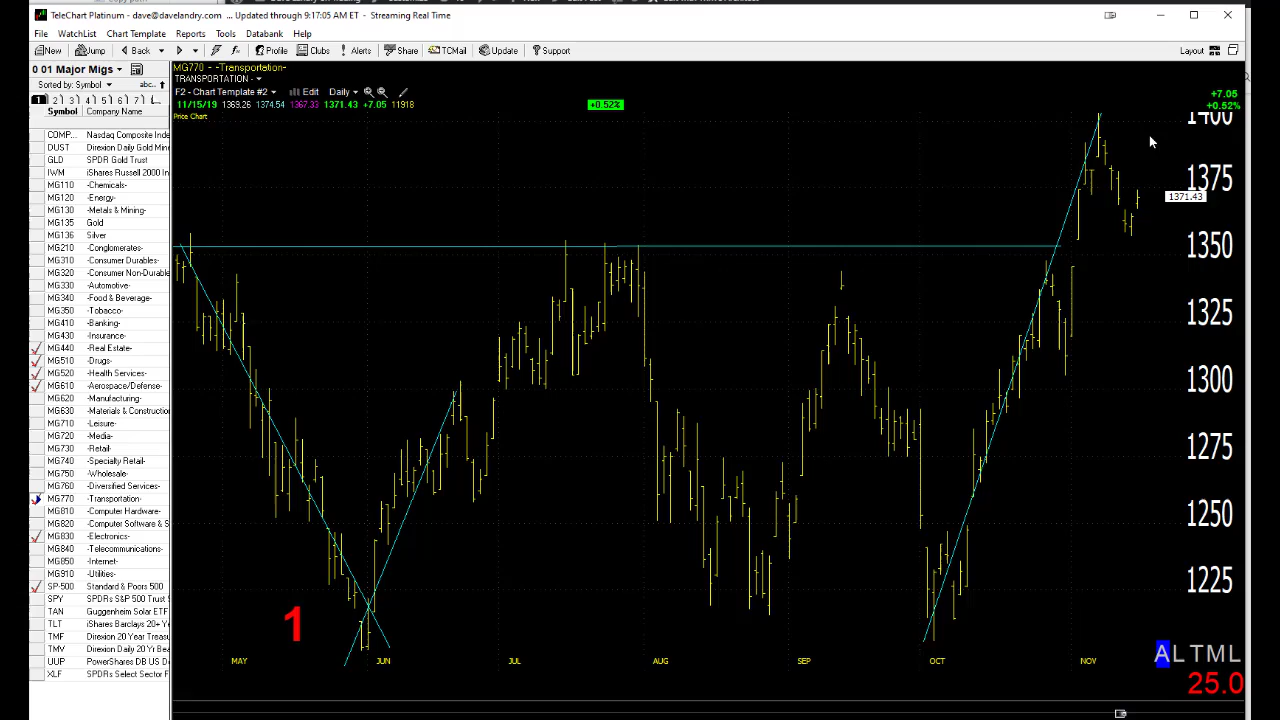 TeleChart Platinum - dave@davelandry.com ... Updated through 9:17:05 AM ET - Streaming Real Time
File WatchList Chart Template Reports Tools Databank Help
New Jump Back Profile Clubs Alerts Share TCMail Update Support Layout
0 01 Major Migs
Sorted by: Symbol abc..
1 2 3 4 5 6 7
Symbol Company Name
COMP... Nasdaq Composite Inde
DUST Direxion Daily Gold Mine
GLD SPDR Gold Trust
IWM iShares Russell 2000 In
MG110 -Chemicals-
MG120 -Energy-
MG130 -Metals & Mining-
MG135 Gold
MG136 Silver
MG210 -Conglomerates-
MG310 -Consumer Durables-
MG320 -Consumer Non-Durable
MG330 -Automotive-
MG340 -Food & Beverage-
MG350 -Tobacco-
MG410 -Banking-
MG430 -Insurance-
MG440 -Real Estate-
MG510 -Drugs-
MG520 -Health Services-
MG610 -Aerospace/Defense-
MG620 -Manufacturing-
MG630 -Materials & Constructio
MG710 -Leisure-
MG720 -Media-
MG730 -Retail-
MG740 -Specialty Retail-
MG750 -Wholesale-
MG760 -Diversified Services-
MG770 -Transportation-
MG810 -Computer Hardware-
MG820 -Computer Software & S
MG830 -Electronics-
MG840 -Telecommunications-
MG850 -Internet-
MG910 -Utilities-
SP-500 Standard & Poors 500
SPY SPDRs S&P 500 Trust S
TAN Guggenheim Solar ETF
TLT iShares Barclays 20+ Y
TMF Direxion 20 Year Treasu
TMV Direxion Daily 20 Yr Bea
UUP PowerShares DB US D
XLF SPDRs Select Sector F
MG770 - -Transportation-
TRANSPORTATION -
F2 - Chart Template #2 Edit Daily
11/15/19 1369.26 1374.54 1367.33 1371.43 +7.05 11918 +0.52%
Price Chart
+7.05
+0.52%
1400
1375
1371.43
1350
1325
1300
1275
1250
1225
1
MAY JUN JUL AUG SEP OCT NOV
ALTML
25.0